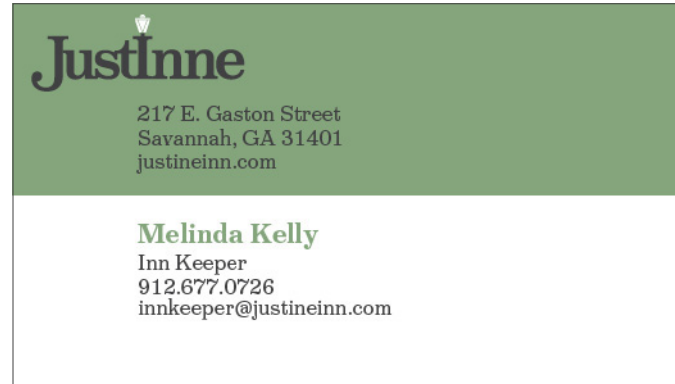 JustInne
217 E. Gaston Street
Savannah, GA 31401
justineinn.com
Melinda Kelly
Inn Keeper
912.677.0726
innkeeper@justineinn.com